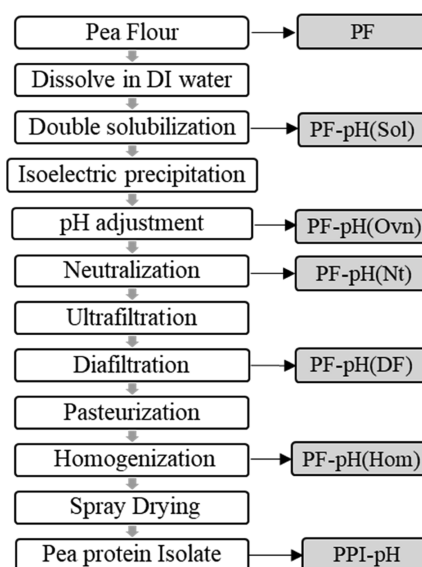 Pea Flour PF
Dissolve in DI water
Double solubilization PF-pH(Sol)
Isoelectric precipitation
pH adjustment PF-pH(Ovn)
Neutralization PF-pH(Nt)
Ultrafiltration
Diafiltration PF-pH(DF)
Pasteurization
Homogenization PF-pH(Hom)
Spray Drying
Pea protein Isolate PPI-pH